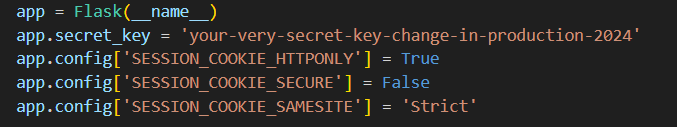 app = Flask(__name__)
app.secret_key = 'your-very-secret-key-change-in-production-2024'
app.config['SESSION_COOKIE_HTTPONLY'] = True
app.config['SESSION_COOKIE_SECURE'] = False
app.config['SESSION_COOKIE_SAMESITE'] = 'Strict'